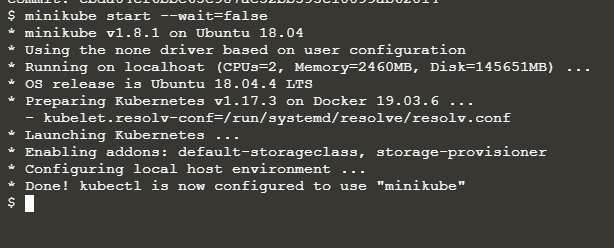 $ minikube start --wait=false
* minikube v1.8.1 on Ubuntu 18.04
* Using the none driver based on user configuration
* Running on localhost (CPUs=2, Memory=2460MB, Disk=145651MB) ...
* OS release is Ubuntu 18.04.4 LTS
* Preparing Kubernetes v1.17.3 on Docker 19.03.6 ...
  - kubelet.resolv-conf=/run/systemd/resolve/resolv.conf
* Launching Kubernetes ...
* Enabling addons: default-storageclass, storage-provisioner
* Configuring local host environment ...
* Done! kubectl is now configured to use "minikube"
$